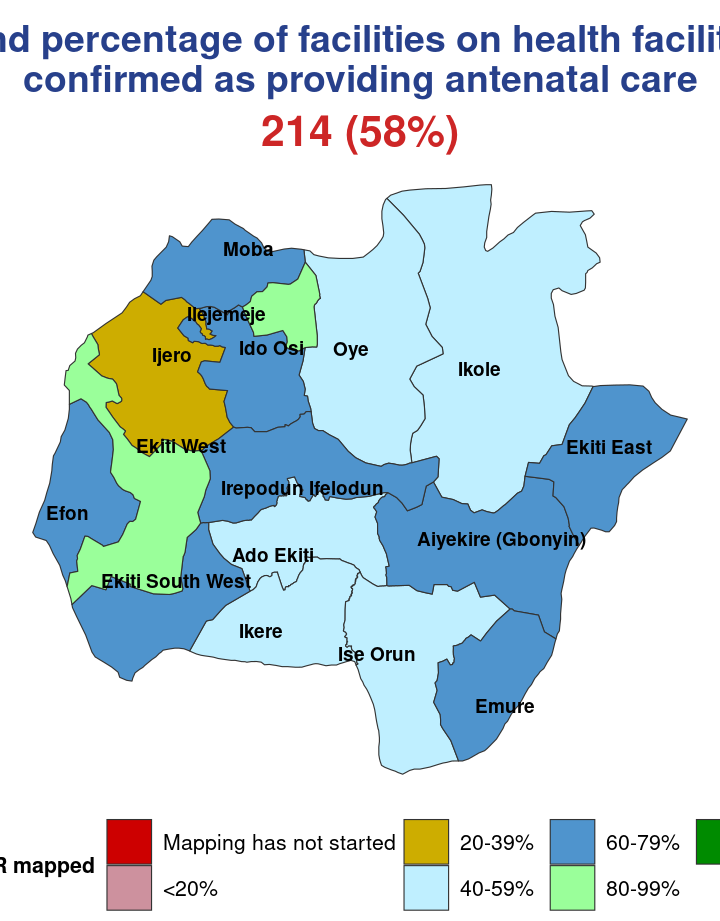 percentage of facilities on health
confirmed as providing antenatal care
214 (58%)
Moba
Ilejemeje
Ido Osi
Oye
Ijero
Ikole
Ekiti West
Ekiti East
Irepodun Ifelodun
Efon
Aiyekire (Gbonyin)
Ado Ekiti
Ekiti South West
Ikere
Ise Orun
Emure
R mapped
Mapping has not started
20-39%
60-79%
<20%
40-59%
80-99%